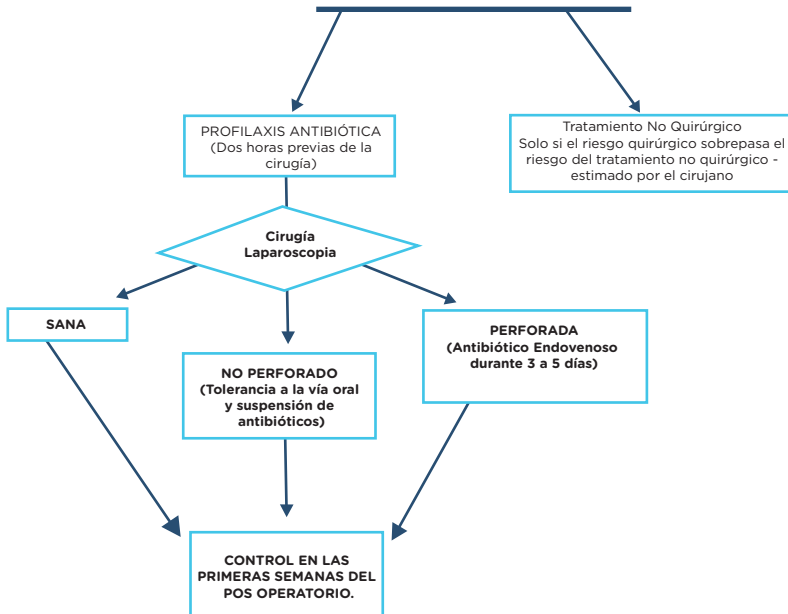 PROFILAXIS ANTIBIÓTICA
(Dos horas previas de la
cirugía)
Tratamiento No Quirúrgico
Solo si el riesgo quirúrgico sobrepasa el
riesgo del tratamiento no quirúrgico -
estimado por el cirujano
Cirugía
Laparoscopia
SANA
NO PERFORADO
(Tolerancia a la vía oral
y suspensión de
antibióticos)
PERFORADA
(Antibiótico Endovenoso
durante 3 a 5 días)
CONTROL EN LAS
PRIMERAS SEMANAS DEL
POS OPERATORIO.